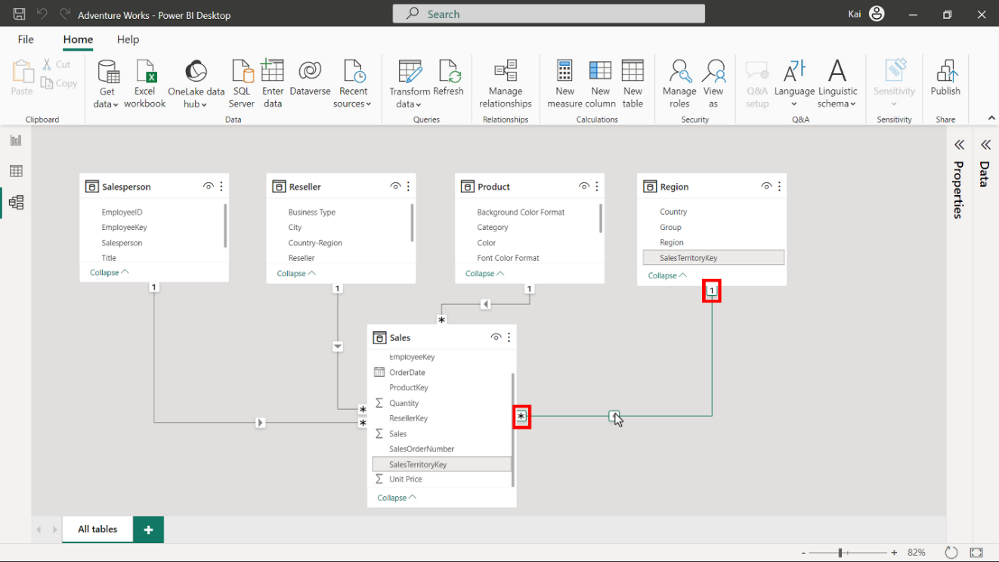 Adventure Works - Power BI Desktop
Search
Kai
File
Home
Help
Paste
Cut
Copy
Get data
Excel workbook
OneLake data hub
SQL Server
Enter data
Dataverse
Recent sources
Transform data
Refresh
Manage relationships
New measure
New column
New table
Manage roles
View as
Q&A setup
Language
Linguistic schema
Sensitivity
Publish
Clipboard
Data
Queries
Relationships
Calculations
Security
Q&A
Sensitivity
Share
Salesperson
EmployeeID
EmployeeKey
Salesperson
Title
Collapse
1
Reseller
Business Type
City
Country-Region
Reseller
Collapse
1
Product
Background Color Format
Category
Color
Font Color Format
Collapse
1
Region
Country
Group
Region
SalesTerritoryKey
Collapse
1
*
Sales
EmployeeKey
OrderDate
ProductKey
Σ Quantity
ResellerKey
Σ Sales
SalesOrderNumber
SalesTerritoryKey
Σ Unit Price
Collapse
*
*
*
Properties
Data
All tables
+
- + 82%